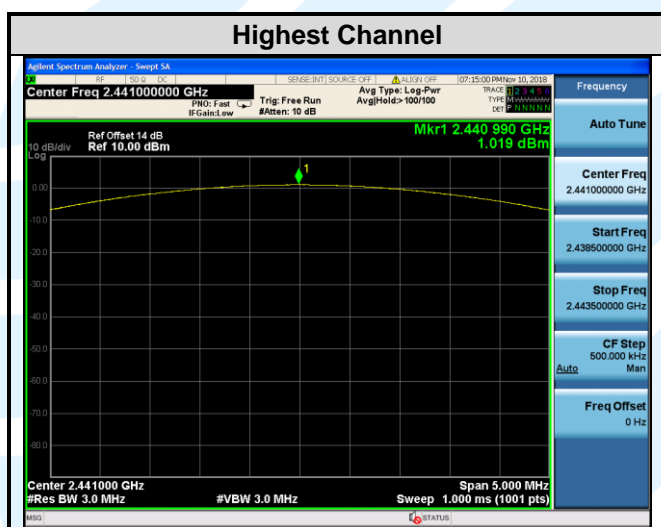 Highest Channel
Agilent Spectrum Analyzer - Swept SA
RF 50 Ω DC SENSE:INT SOURCE OFF ALIGN OFF 07:15:00 PM Nov 10, 2018
Center Freq 2.441000000 GHz
PNO: Fast
IFGain:Low
Trig: Free Run
#Atten: 10 dB
Avg Type: Log-Pwr
Avg|Hold:>100/100
TRACE 1 2 3 4 5 6
TYPE
DET P N N N N N
Frequency
Auto Tune
Center Freq
2.441000000 GHz
Start Freq
2.438500000 GHz
Stop Freq
2.443500000 GHz
CF Step
500.000 kHz
Auto Man
Freq Offset
0 Hz
Ref Offset 14 dB
10 dB/div Ref 10.00 dBm
Log
Mkr1 2.440 990 GHz
1.019 dBm
1
0.00
-10.0
-20.0
-30.0
-40.0
-50.0
-60.0
-70.0
-80.0
Center 2.441000 GHz Span 5.000 MHz
#Res BW 3.0 MHz #VBW 3.0 MHz Sweep 1.000 ms (1001 pts)
MSG STATUS